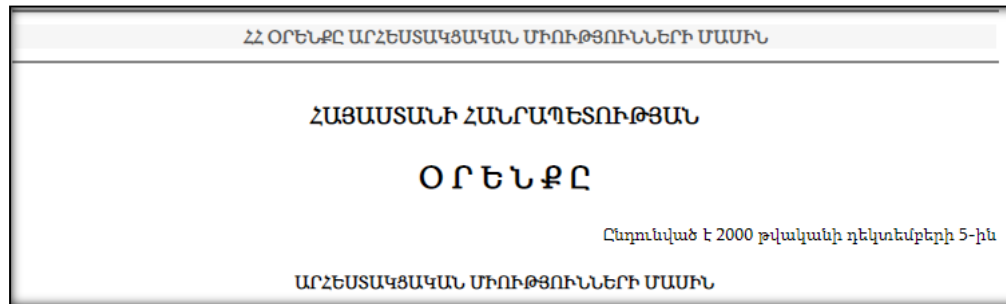 ՀՀ ՕՐԵՆՔԸ ԱՐՀԵՍՏԱԿՑԱԿԱՆ ՄԻՈՒԹՅՈՒՆՆԵՐԻ ՄԱՍԻՆ
ՀԱՅԱՍՏԱՆԻ ՀԱՆՐԱՊԵՏՈՒԹՅԱՆ
Օ Ր Ե Ն Ք Ը
Ընդունված է 2000 թվականի դեկտեմբերի 5-ին
ԱՐՀԵՍՏԱԿՑԱԿԱՆ ՄԻՈՒԹՅՈՒՆՆԵՐԻ ՄԱՍԻՆ